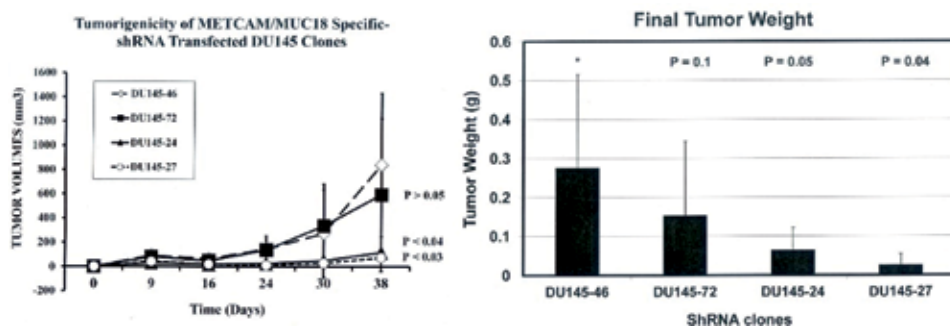 Tumorigenicity of METCAM/MUC18 Specific-
shRNA Transfected DU145 Clones
TUMOR VOLUMES (mm3)
1600
1400
1200
1000
800
600
400
200
0
-200
DU145-46
DU145-72
DU145-24
DU145-27
P > 0.05
P < 0.04
P < 0.03
0 9 16 24 30 38
Time (Days)
Final Tumor Weight
Tumor Weight (g)
0.6
0.5
0.4
0.3
0.2
0.1
0
* P = 0.1 P = 0.05 P = 0.04
DU145-46 DU145-72 DU145-24 DU145-27
ShRNA clones